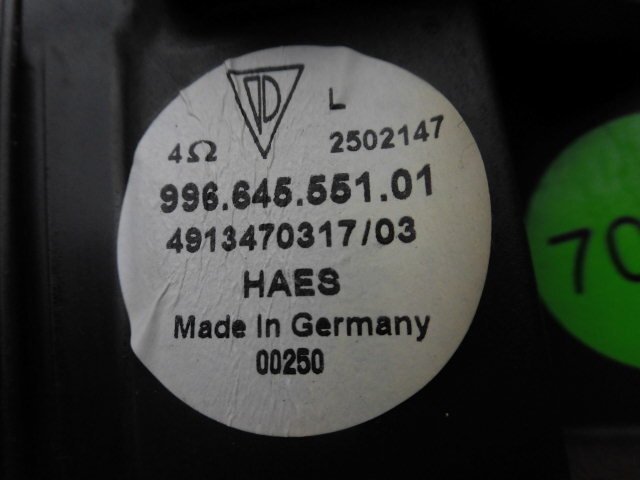 L
4Ω 2502147
996.645.551.01
4913470317/03
HAES
Made In Germany
00250
70